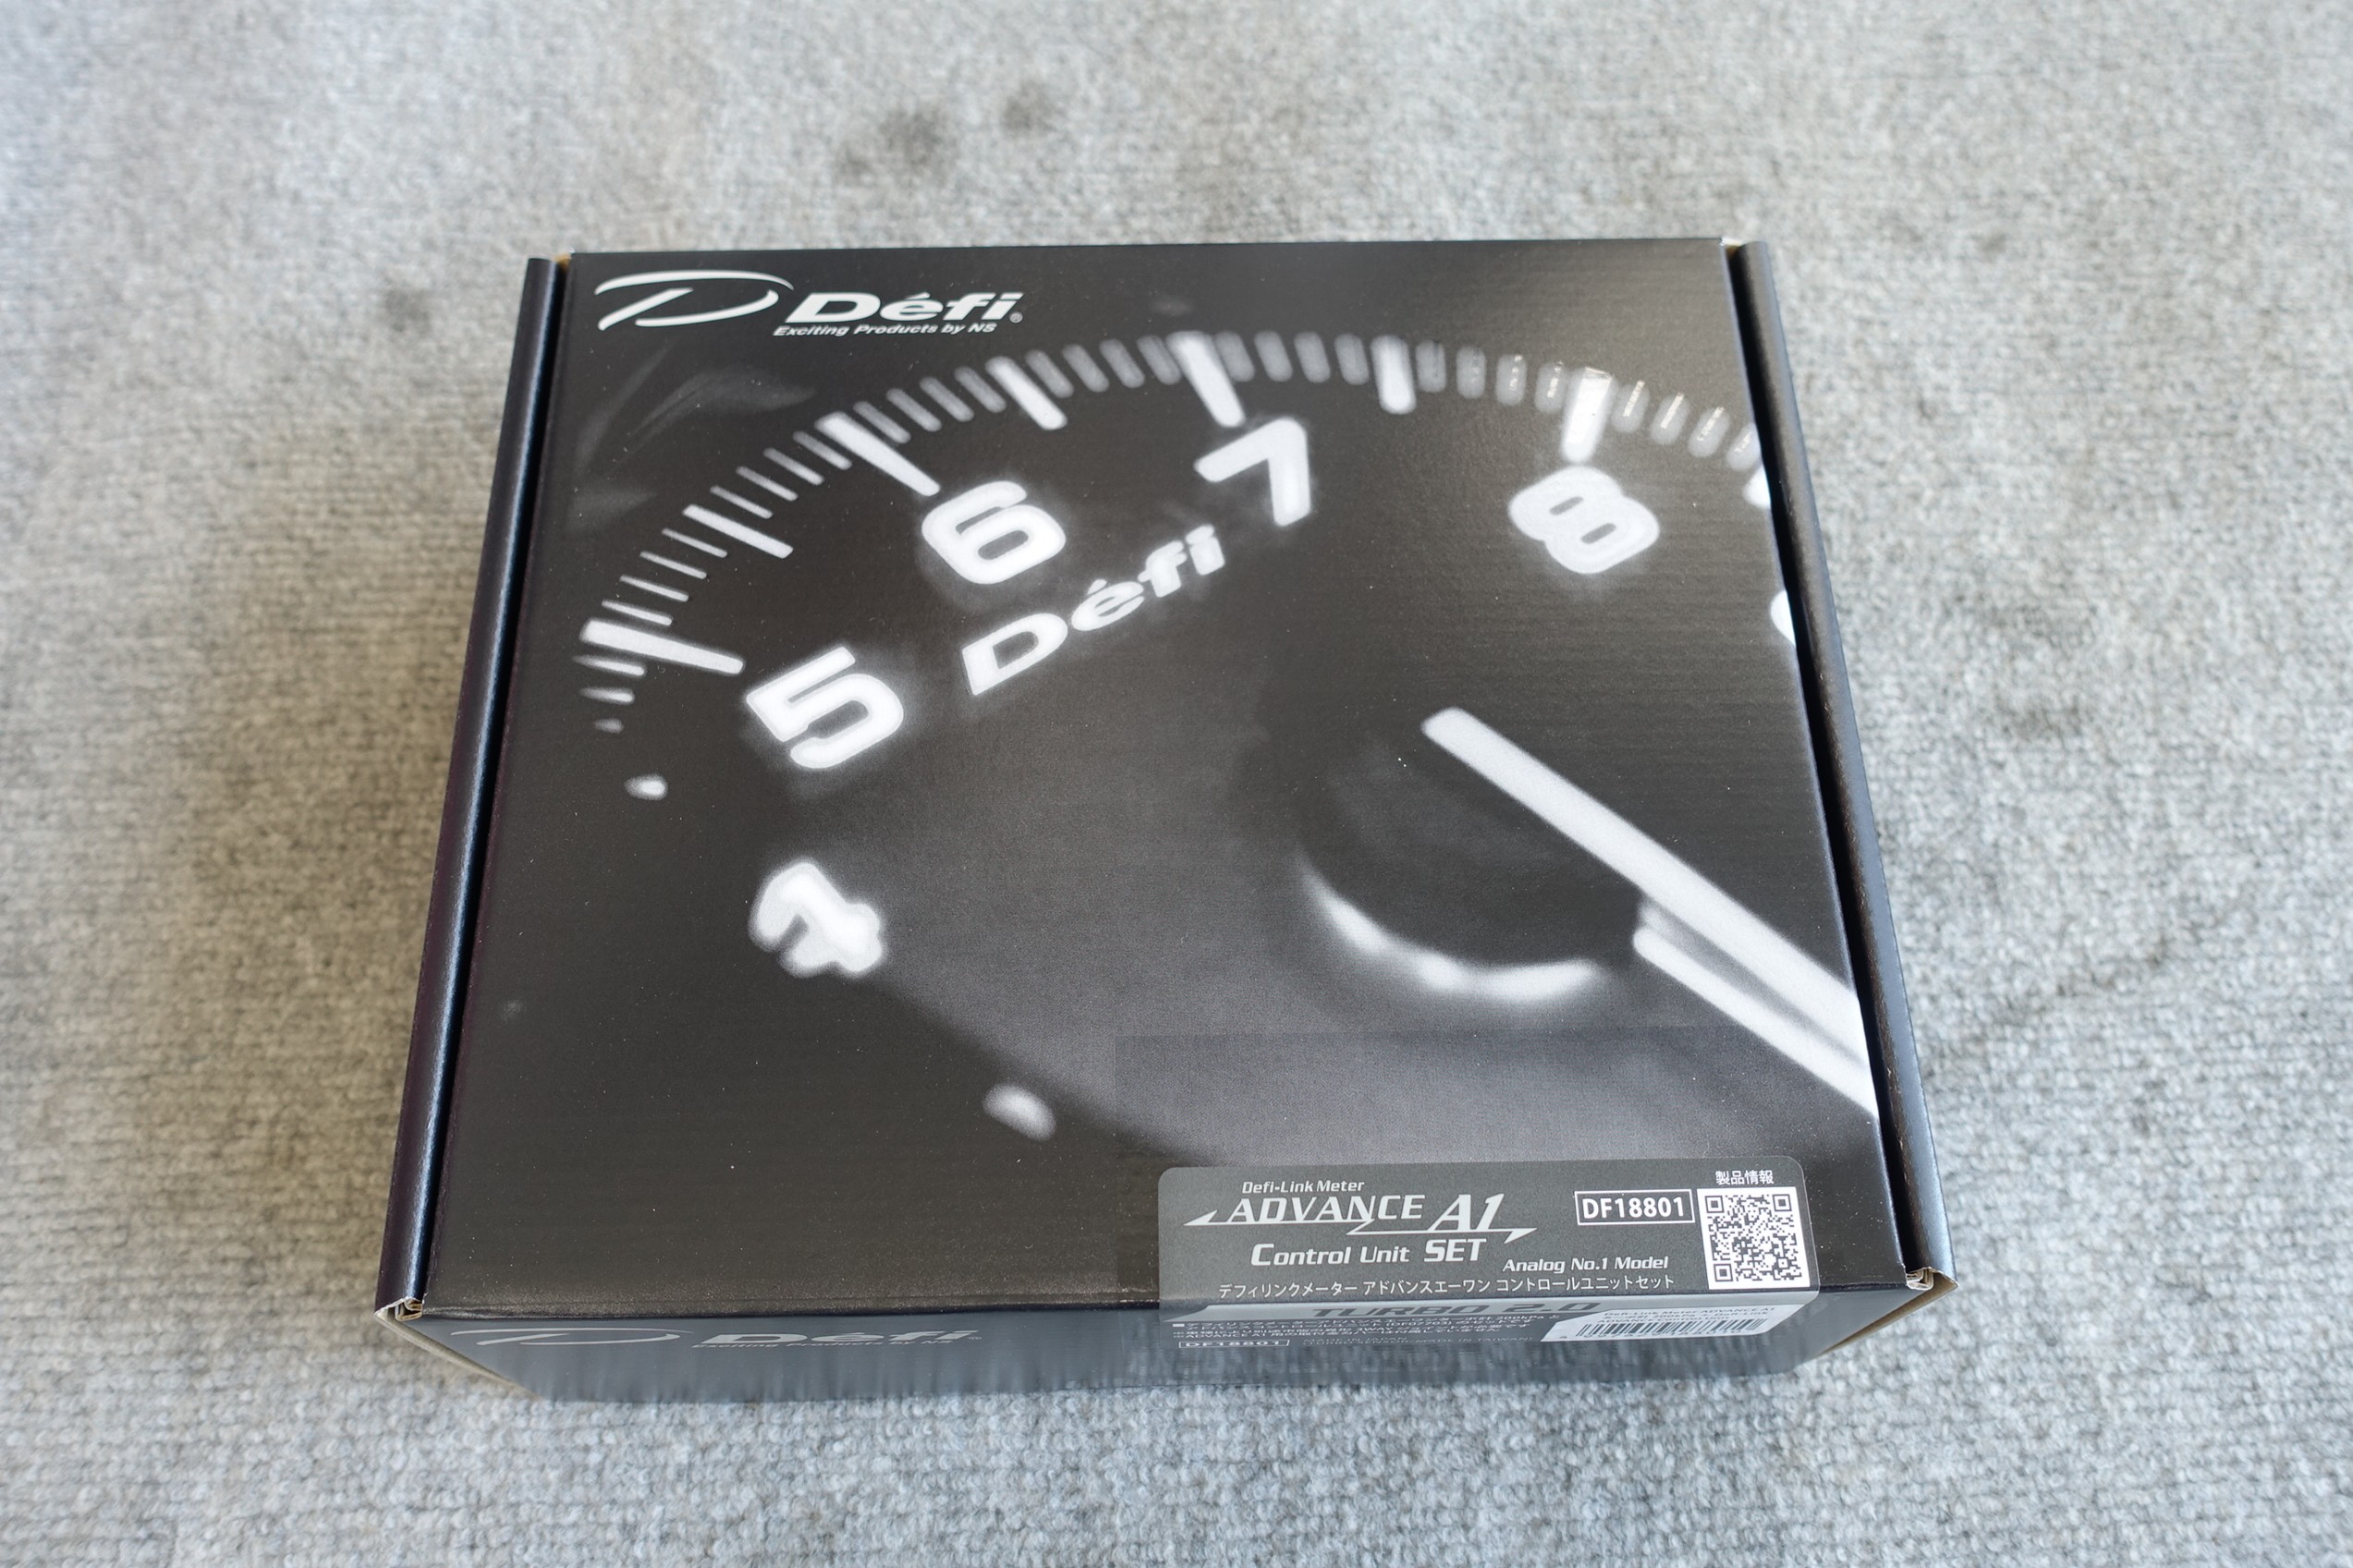 Défi®
Exciting Products by NS
4
5
6
7
8
Défi
Defi-Link Meter
ADVANCE A1
Control Unit SET
Analog No.1 Model
DF18801
製品情報
デフィリンクメーター アドバンスエーワン コントロールユニットセット
TURBO 2.0
DF18801
Défi
Exciting Products by NS